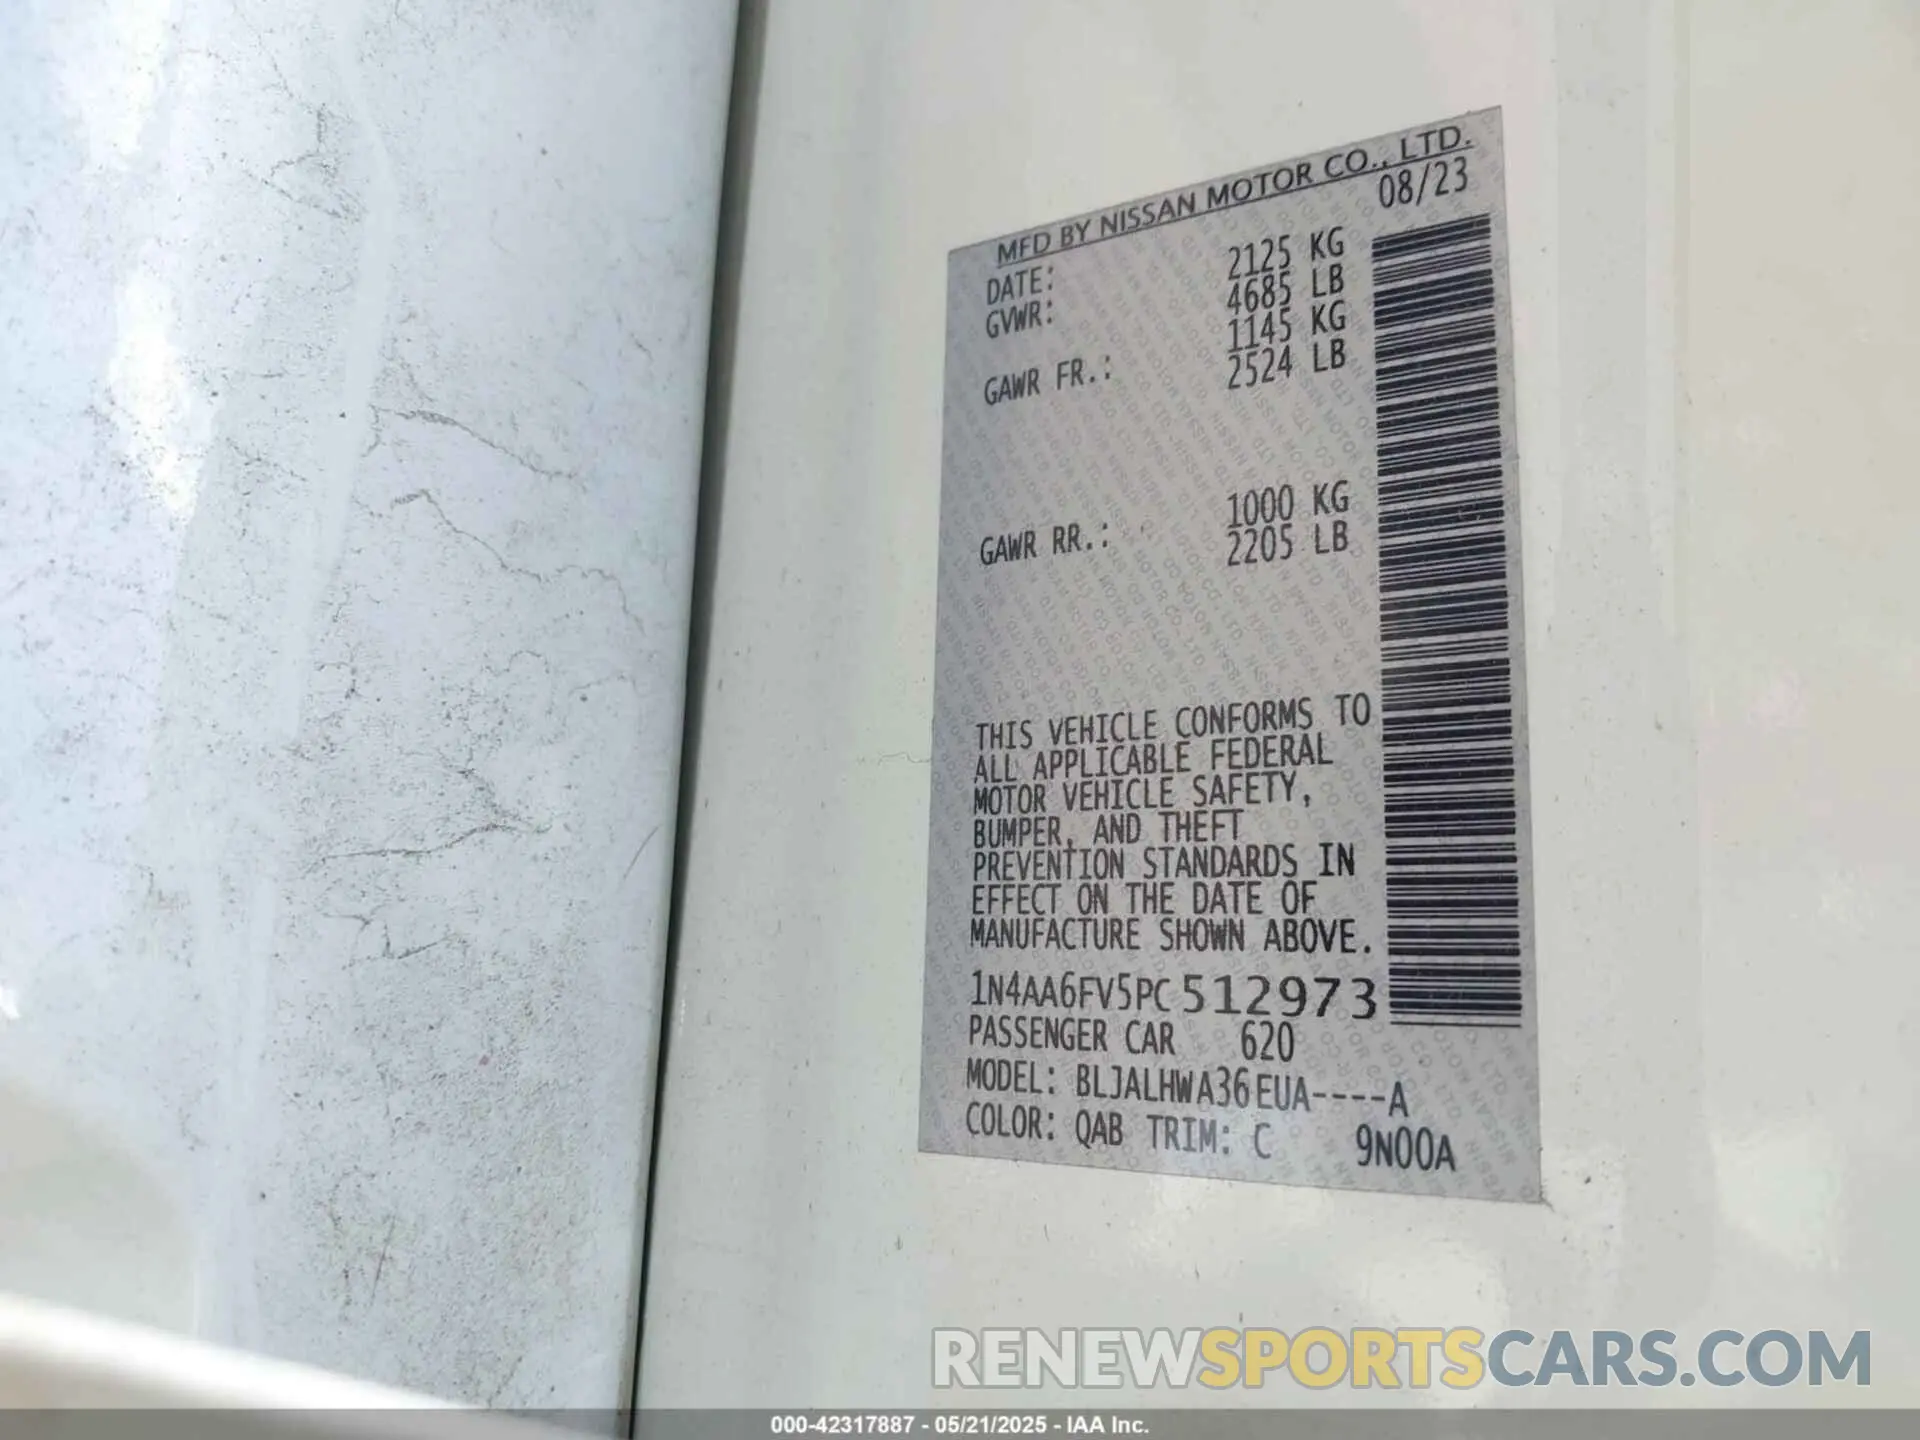 MFD BY NISSAN MOTOR CO., LTD.
DATE: 08/23
GVWR: 2125 KG
4685 LB
GAWR FR.: 1145 KG
2524 LB
GAWR RR.: 1000 KG
2205 LB
THIS VEHICLE CONFORMS TO
ALL APPLICABLE FEDERAL
MOTOR VEHICLE SAFETY,
BUMPER, AND THEFT
PREVENTION STANDARDS IN
EFFECT ON THE DATE OF
MANUFACTURE SHOWN ABOVE.
1N4AA6FV5PC512973
PASSENGER CAR 620
MODEL: BLJALHWA36EUA----A
COLOR: QAB TRIM: C 9N00A
RENEWSPORTSCARS.COM
000-42317887 - 05/21/2025 - IAA Inc.